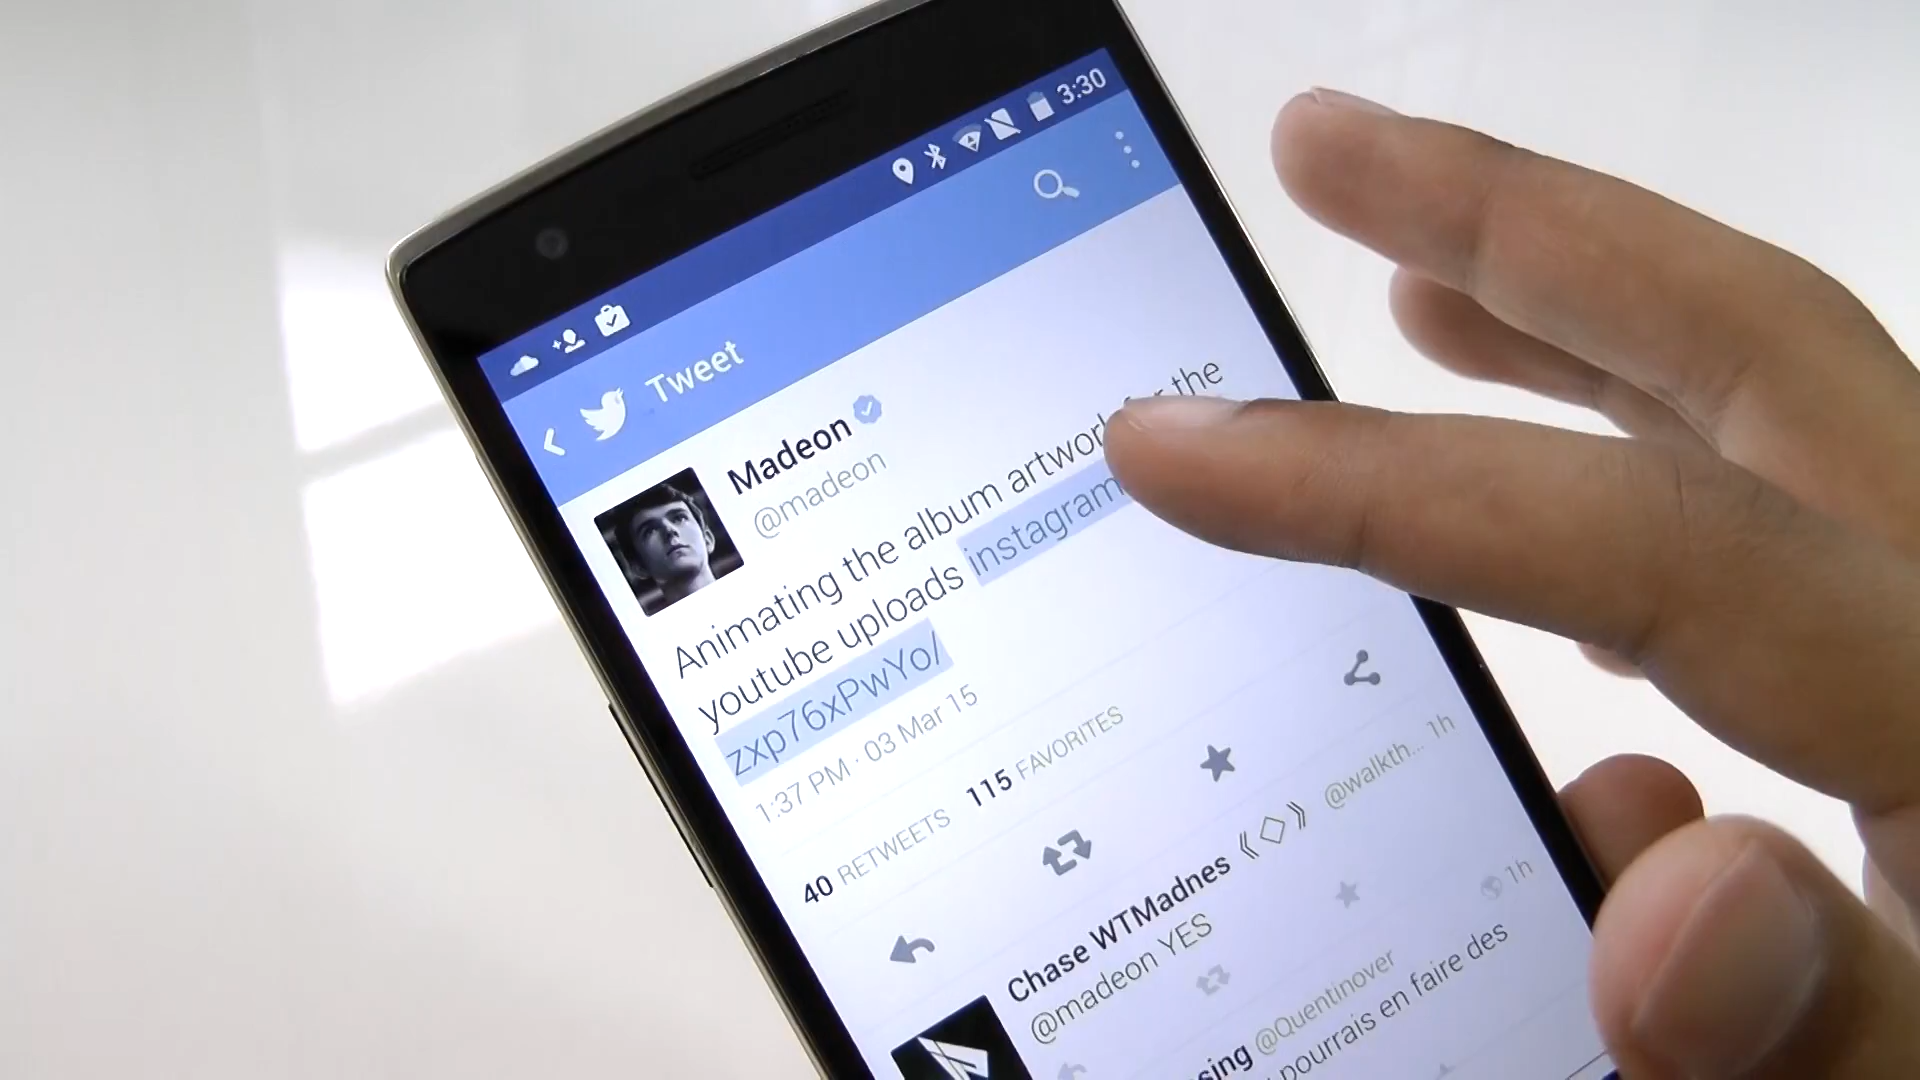 3:30
Tweet
Madeon
@madeon
Animating the album artwork the
youtube uploads instagram
zxp76xPwYo/
1:37 PM · 03 Mar 15
40 RETWEETS 115 FAVORITES
Chase WTMadnes《◇》 @walkth... 1h
@madeon YES
@Quentinover 1h
pourrais en faire des